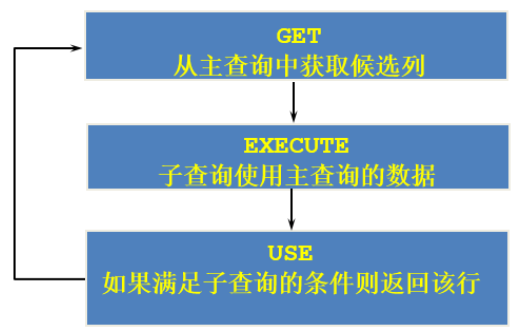 GET
从主查询中获取候选列
EXECUTE
子查询使用主查询的数据
USE
如果满足子查询的条件则返回该行